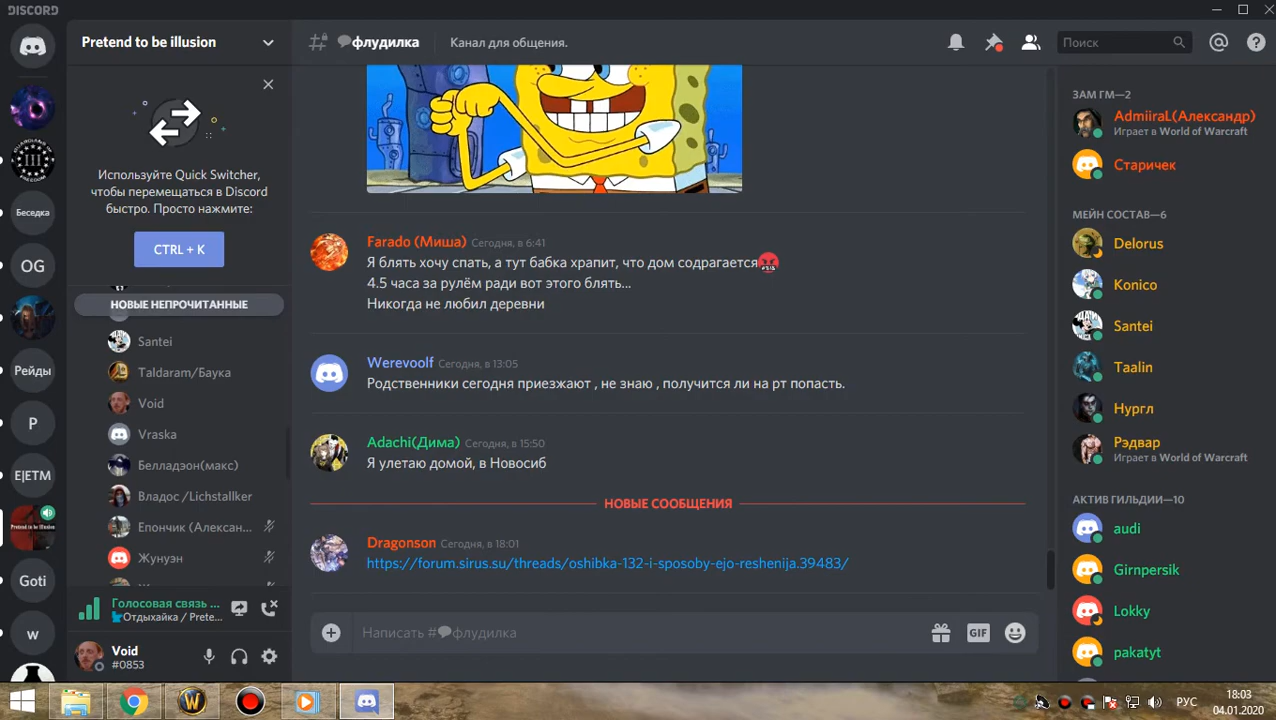 DISCORD
Pretend to be illusion
флудилка
Канал для общения.
Поиск
Используйте Quick Switcher,
чтобы перемещаться в Discord
быстро. Просто нажмите:
CTRL + K
НОВЫЕ НЕПРОЧИТАННЫЕ
Santei
Taldaram/Баука
Void
Vraska
Белладэон(макс)
Владос /Lichstallker
Епончик (Алексан...
Жунуэн
Голосовая связь ...
Отдыхайка / Prete...
Void
#0853
III
Беседка
OG
Рейды
P
E|ETM
Pretend to be illusion
Goti
w
Farado (Миша) Сегодня, в 6:41
Я блять хочу спать, а тут бабка храпит, что дом содрагается
4.5 часа за рулём ради вот этого блять...
Никогда не любил деревни
Werevoolf Сегодня, в 13:05
Родственники сегодня приезжают , не знаю , получится ли на рт попасть.
Adachi(Дима) Сегодня, в 15:50
Я улетаю домой, в Новосиб
НОВЫЕ СООБЩЕНИЯ
Dragonson Сегодня, в 18:01
https://forum.sirus.su/threads/oshibka-132-i-sposoby-ejo-reshenija.39483/
Написать #флудилка
GIF
ЗАМ ГМ—2
AdmiiraL(Александр)
Играет в World of Warcraft
Старичек
МЕЙН СОСТАВ—6
Delorus
Konico
Santei
Taalin
Нургл
Рэдвар
Играет в World of Warcraft
АКТИВ ГИЛЬДИИ—10
audi
Girnpersik
Lokky
pakatyt
РУС
18:03
04.01.2020